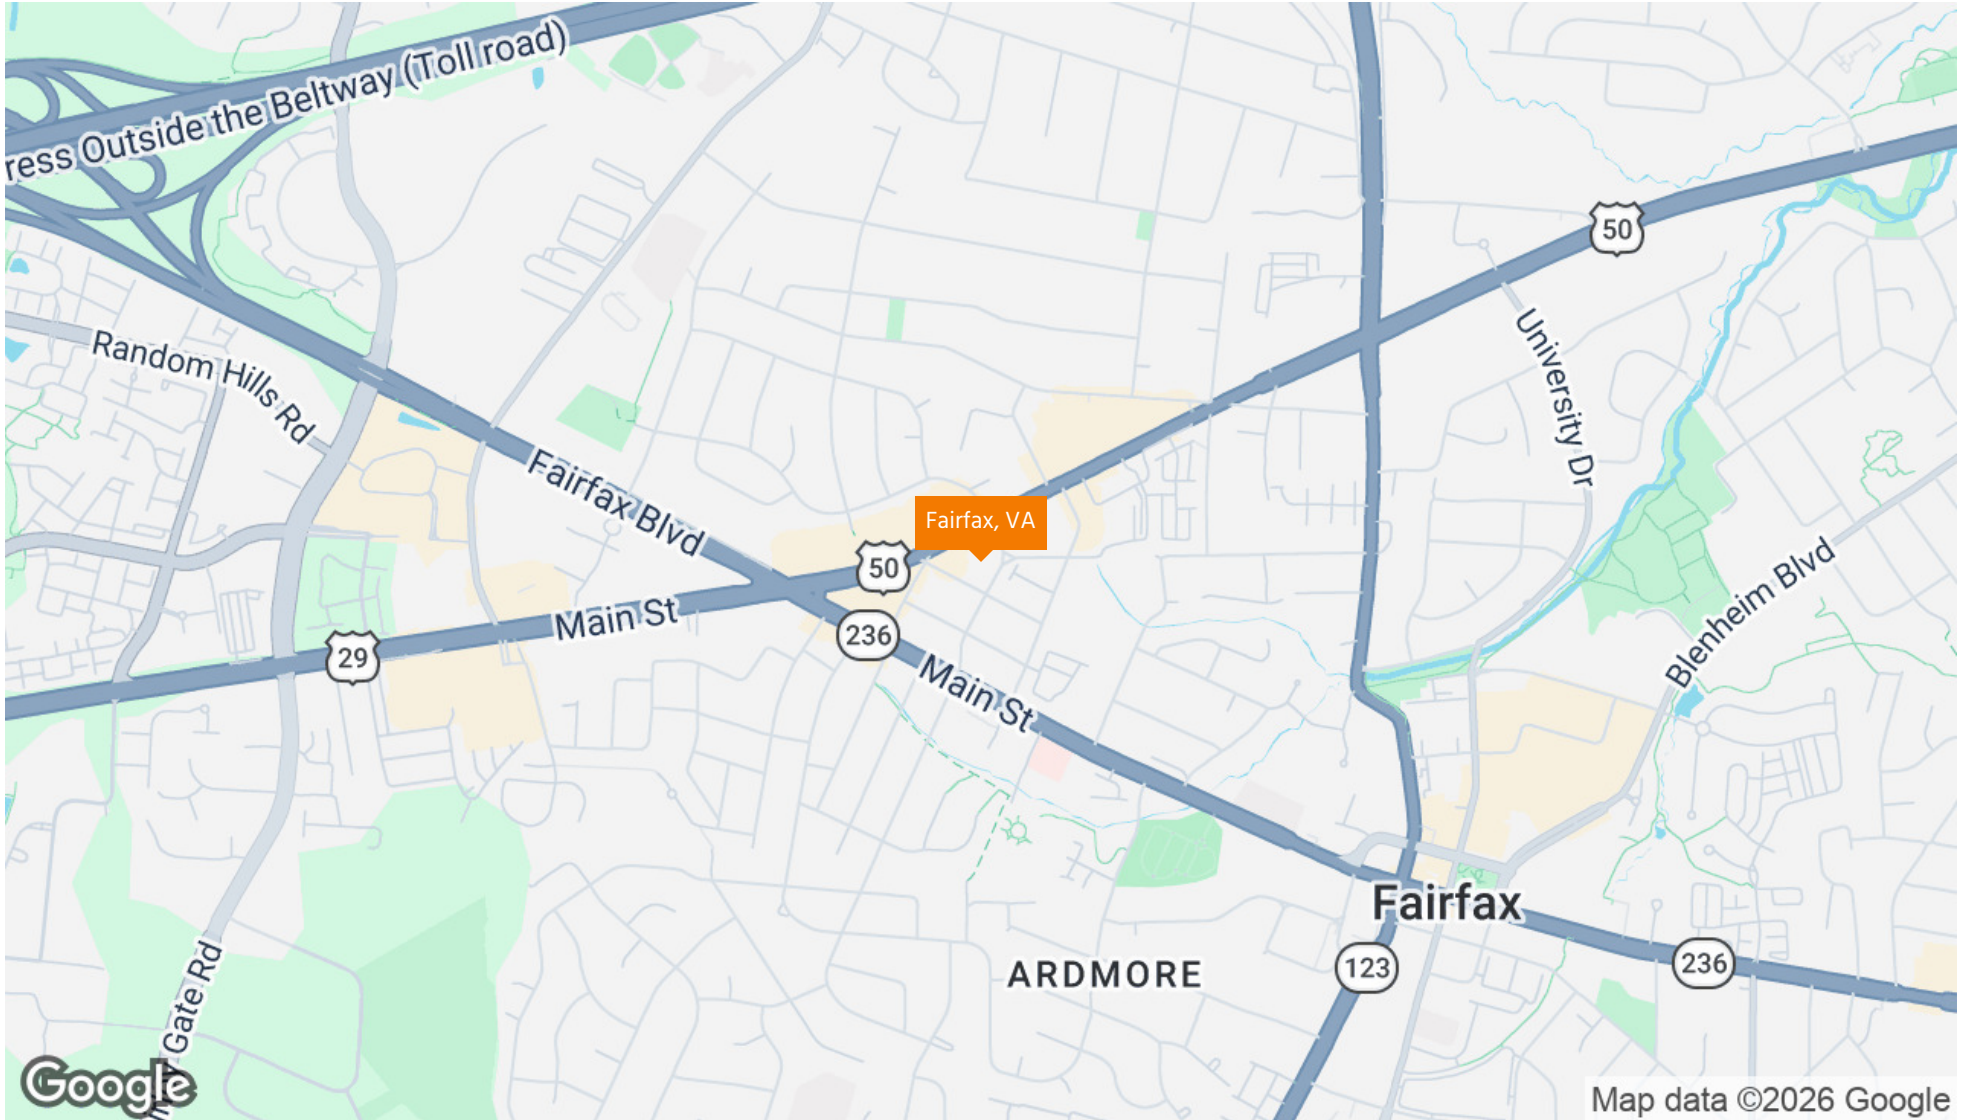 ress Outside the Beltway (Toll road)
50
University Dr
Random Hills Rd
Fairfax Blvd
Fairfax, VA
50
Main St
236
29
Main St
Blenheim Blvd
Fairfax
ARDMORE
123
236
Gate Rd
Google
Map data ©2026 Google